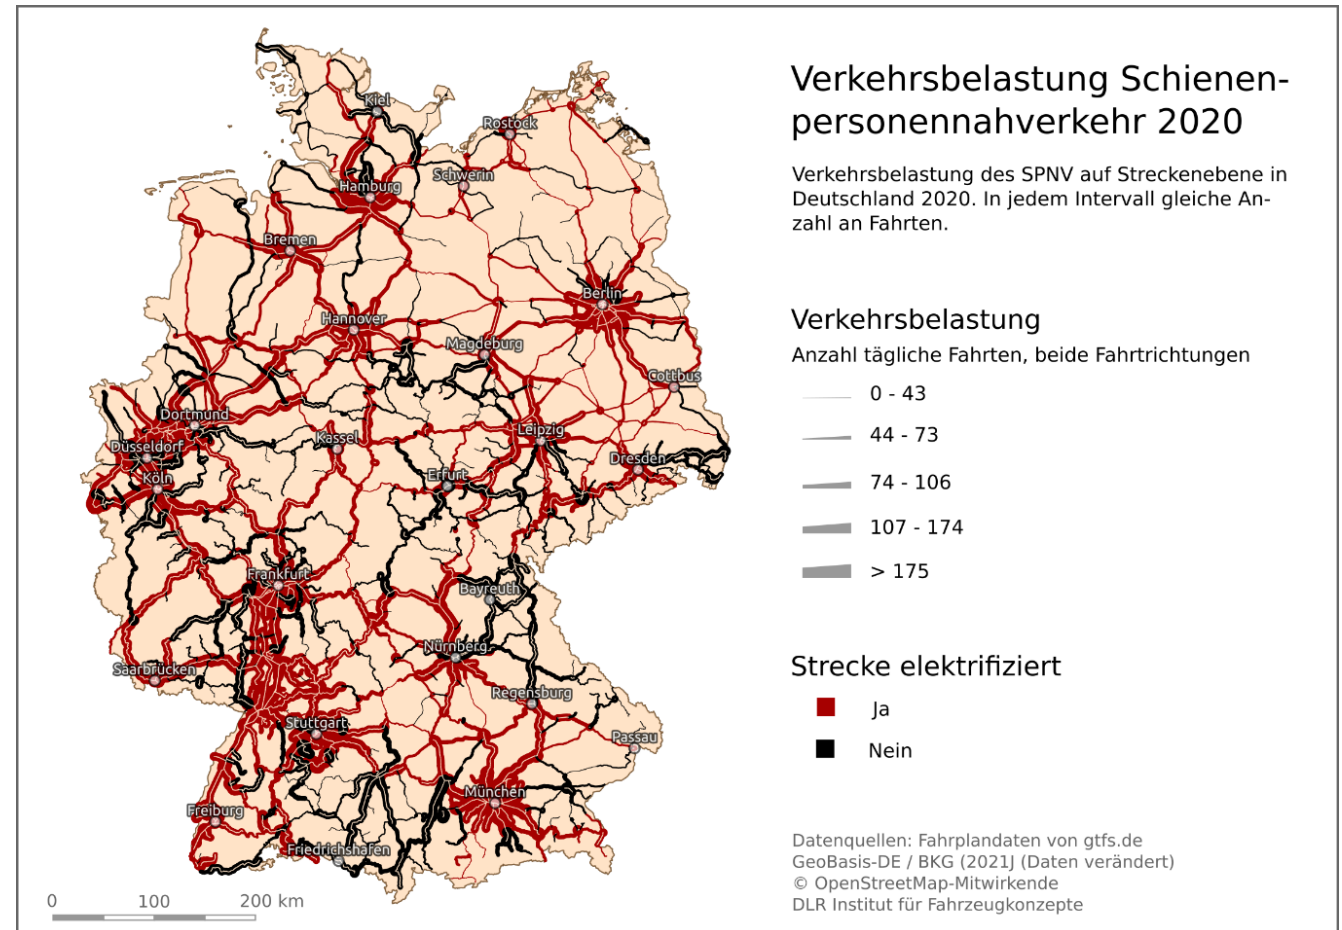 Verkehrsbelastung Schienen-
personennahverkehr 2020
Verkehrsbelastung des SPNV auf Streckenebene in
Deutschland 2020. In jedem Intervall gleiche An-
zahl an Fahrten.
Verkehrsbelastung
Anzahl tägliche Fahrten, beide Fahrtrichtungen
0 - 43
44 - 73
74 - 106
107 - 174
> 175
Strecke elektrifiziert
Ja
Nein
Datenquellen: Fahrplandaten von gtfs.de
GeoBasis-DE / BKG (2021J (Daten verändert)
© OpenStreetMap-Mitwirkende
DLR Institut für Fahrzeugkonzepte
Kiel
Rostock
Schwerin
Hamburg
Bremen
Berlin
Hannover
Magdeburg
Cottbus
Dortmund
Leipzig
Kassel
Düsseldorf
Dresden
Erfurt
Köln
Frankfurt
Bayreuth
Nürnberg
Saarbrücken
Regensburg
Stuttgart
Passau
München
Freiburg
Friedrichshafen
0 100 200 km